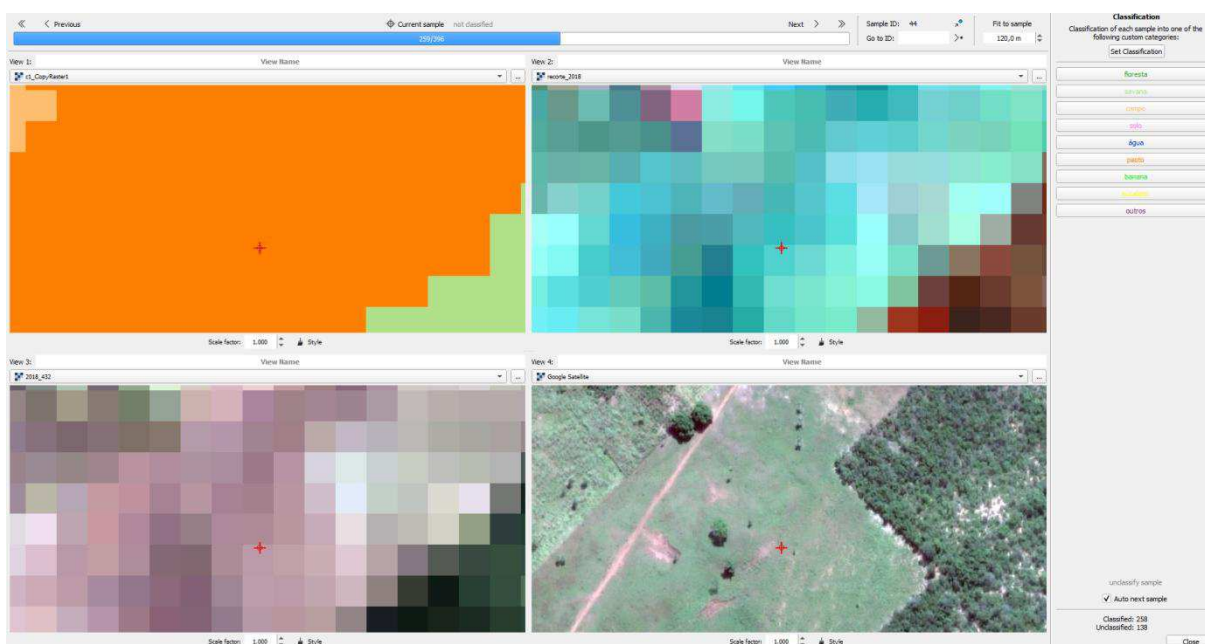 Previous
Current sample not classified
Next
Sample ID: 44
Fit to sample
259/396
Go to ID:
120,0 m
Classification
Classification of each sample into one of the
following custom categories:
Set Classification
floresta
savana
campo
solo
água
pasto
banana
outros
View 1:
View Name
c1_CopyRaster1
...
View 2:
View Name
recorte_2018
...
Scale factor: 1.000
Style
Scale factor: 1.000
Style
View 3:
View Name
2018_432
...
View 4:
View Name
Google Satellite
...
Scale factor: 1.000
Style
Scale factor: 1.000
Style
unclassify sample
Auto next sample
Classified: 258
Unclassified: 138
Close